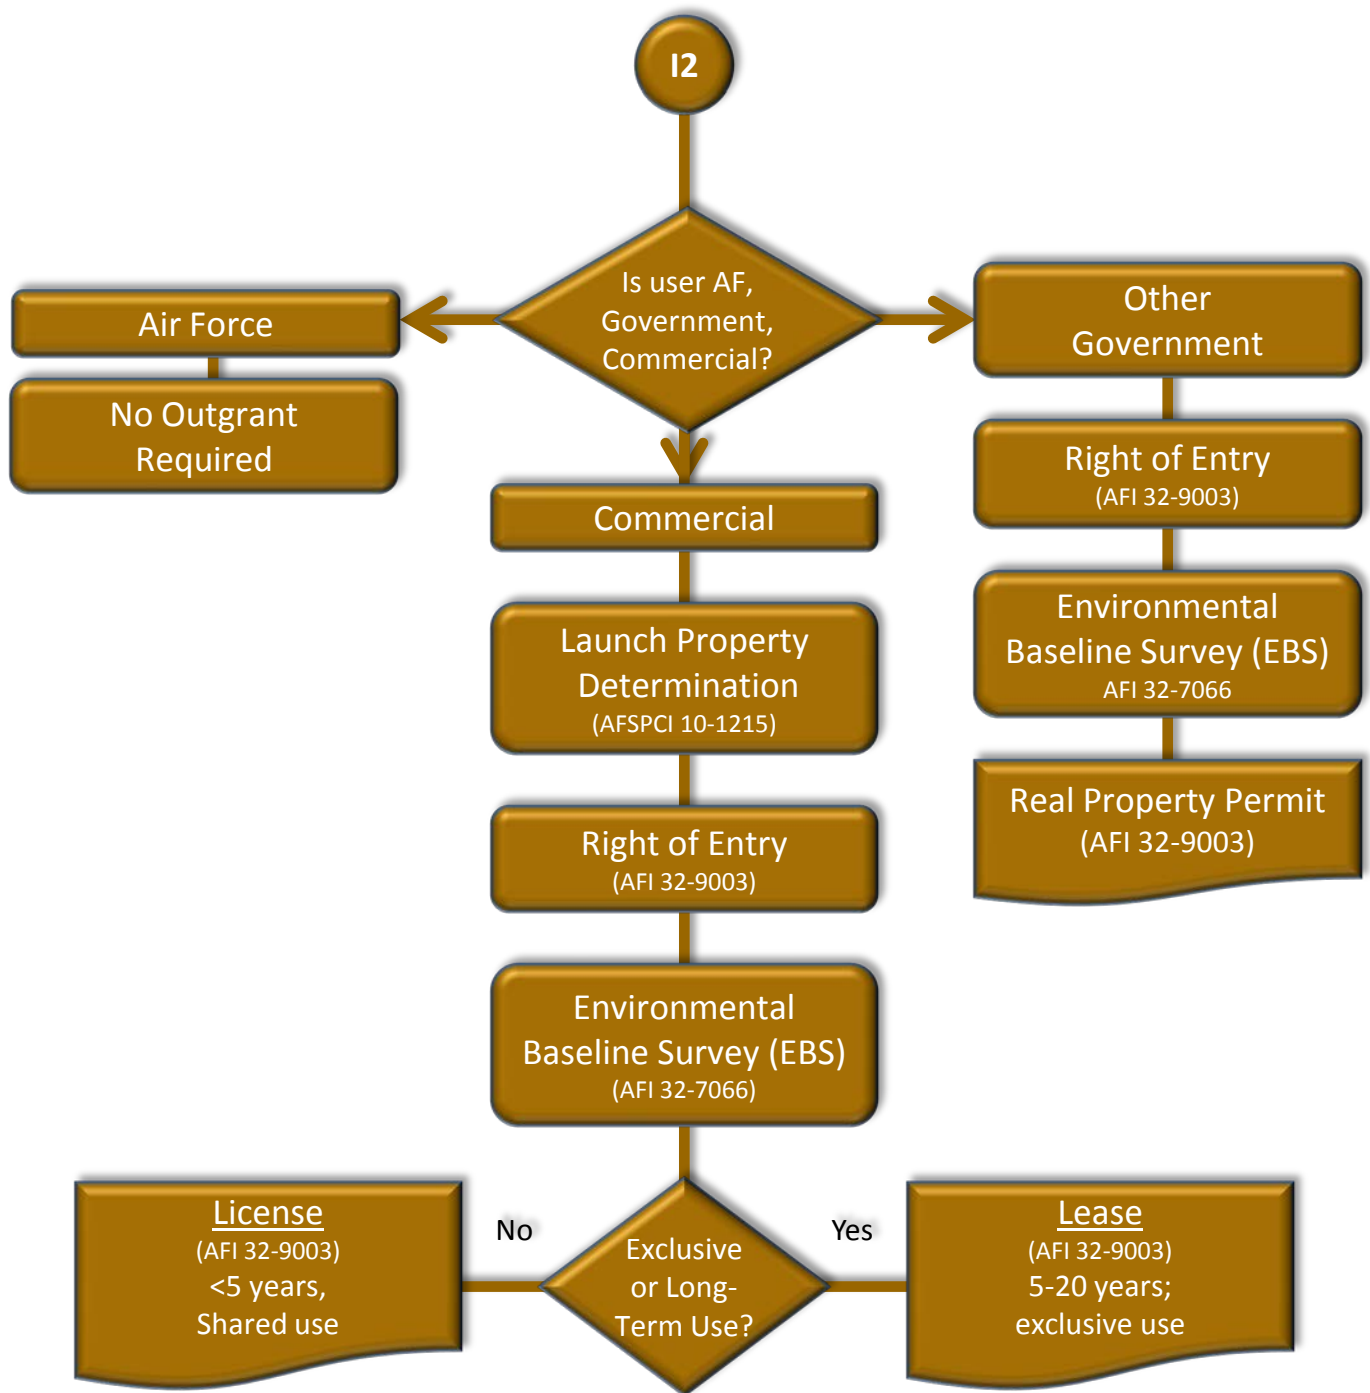 I2
Is user AF,
Government,
Commercial?
Air Force
No Outgrant
Required
Other
Government
Right of Entry
(AFI 32-9003)
Environmental
Baseline Survey (EBS)
AFI 32-7066
Real Property Permit
(AFI 32-9003)
Commercial
Launch Property
Determination
(AFSPCI 10-1215)
Right of Entry
(AFI 32-9003)
Environmental
Baseline Survey (EBS)
(AFI 32-7066)
Exclusive
or Long-
Term Use?
No
License
(AFI 32-9003)
<5 years,
Shared use
Yes
Lease
(AFI 32-9003)
5-20 years;
exclusive use